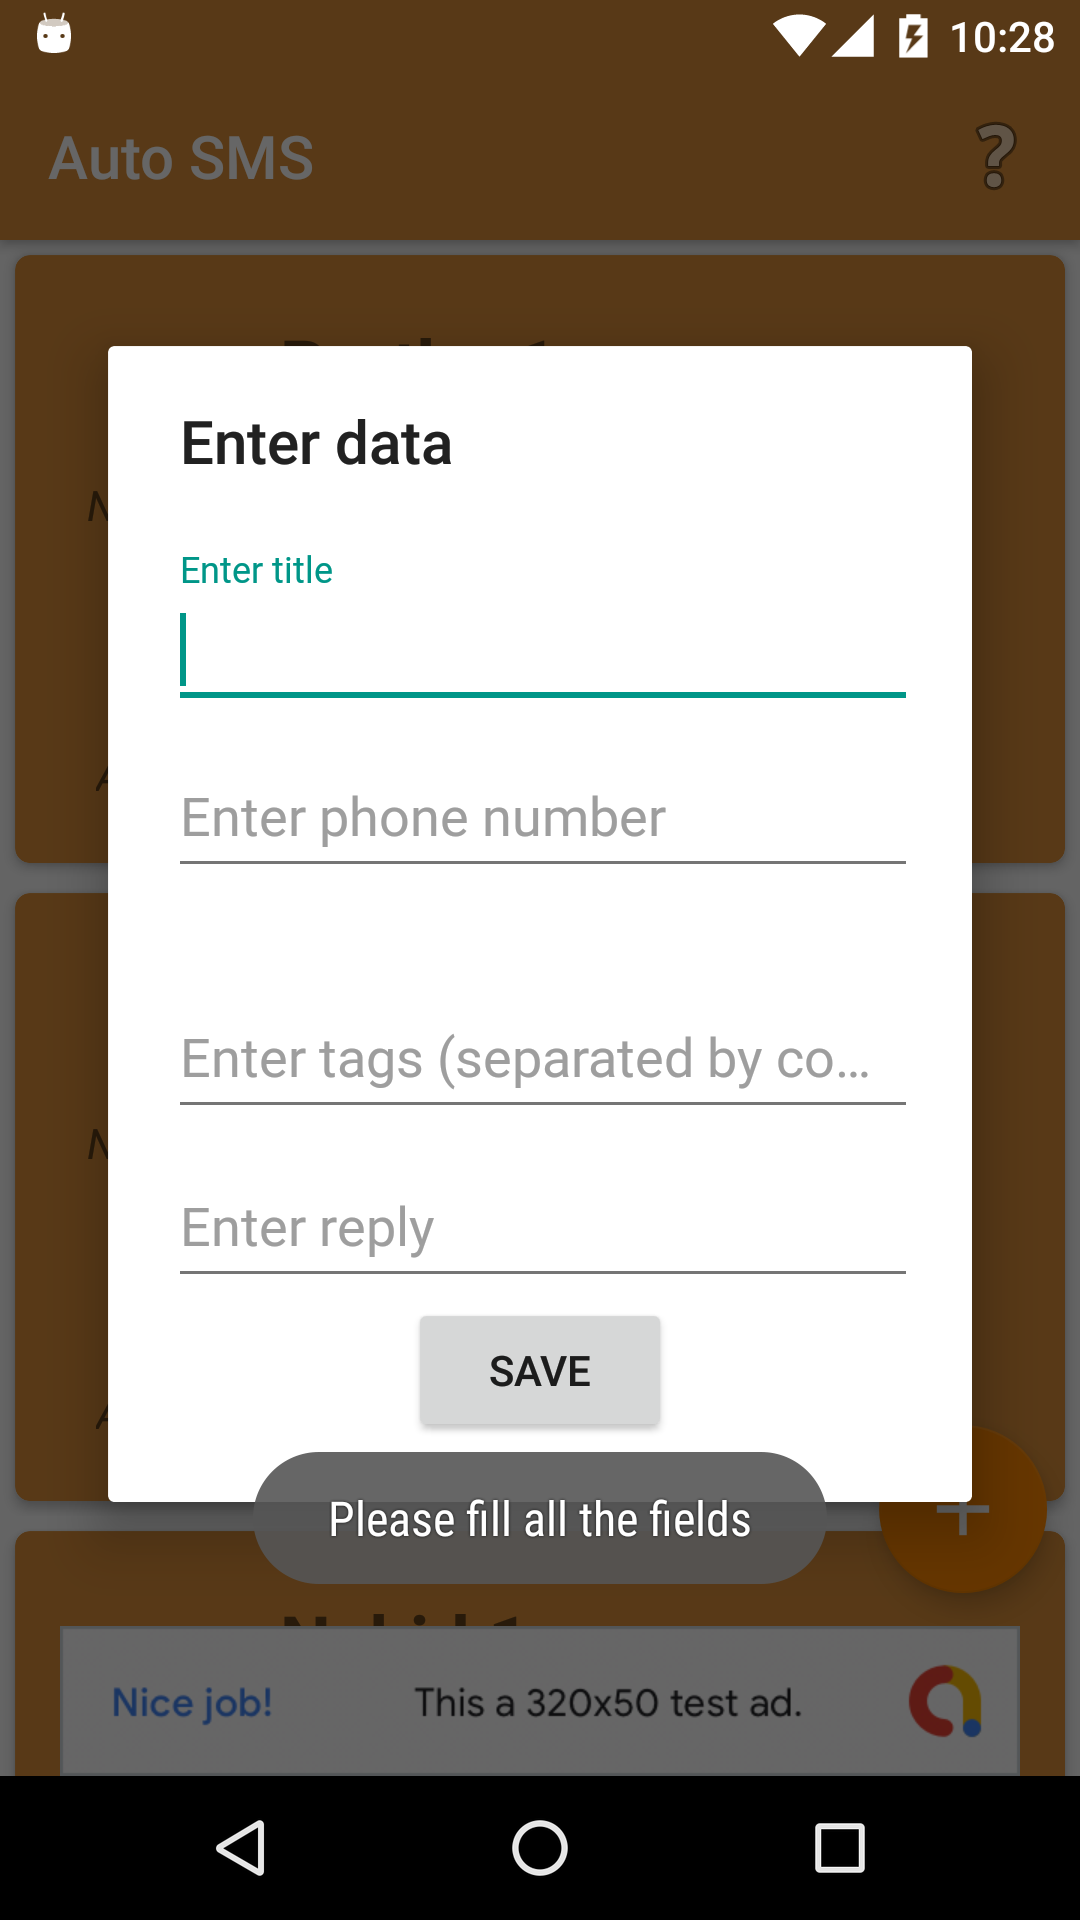 10:28
Auto SMS
?
Enter data
Enter title
Enter phone number
Enter tags (separated by co...
Enter reply
SAVE
Please fill all the fields
+
Nice job!
This a 320x50 test ad.